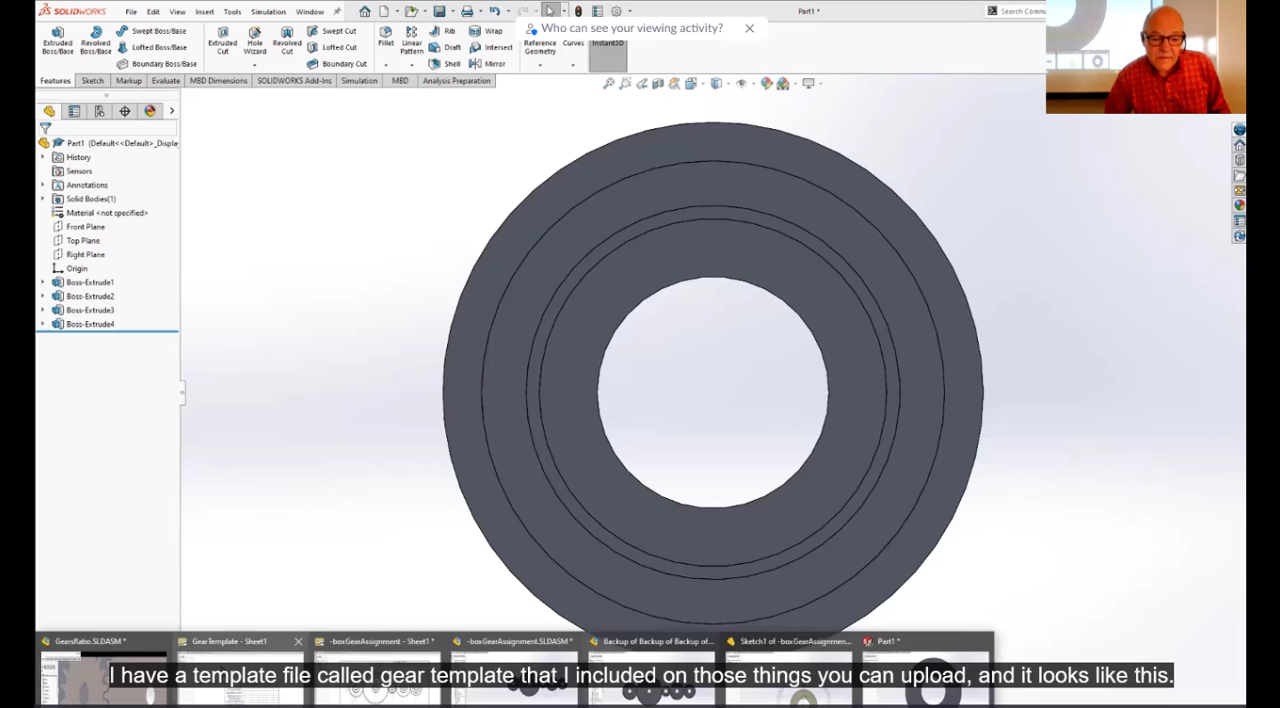 SOLIDWORKS File Edit View Insert Tools Simulation Window Part1 * Search Comm
Who can see your viewing activity?
Extruded Boss/Base Revolved Boss/Base Swept Boss/Base Lofted Boss/Base Boundary Boss/Base Extruded Cut Hole Wizard Revolved Cut Swept Cut Lofted Cut Boundary Cut Fillet Linear Pattern Rib Draft Shell Wrap Intersect Mirror Reference Geometry Curves Instant3D
Features Sketch Markup Evaluate MBD Dimensions SOLIDWORKS Add-Ins Simulation MBD Analysis Preparation
Part1 (Default<<Default>_Display
History
Sensors
Annotations
Solid Bodies(1)
Material <not specified>
Front Plane
Top Plane
Right Plane
Origin
Boss-Extrude1
Boss-Extrude2
Boss-Extrude3
Boss-Extrude4
GearsRatio.SLDASM * GearTemplate - Sheet1 -boxGearAssignment - Sheet1 * -boxGearAssignment.SLDASM * Backup of Backup of Backup of... Sketch1 of -boxGearAssignmen... Part1 *
I have a template file called gear template that I included on those things you can upload, and it looks like this.